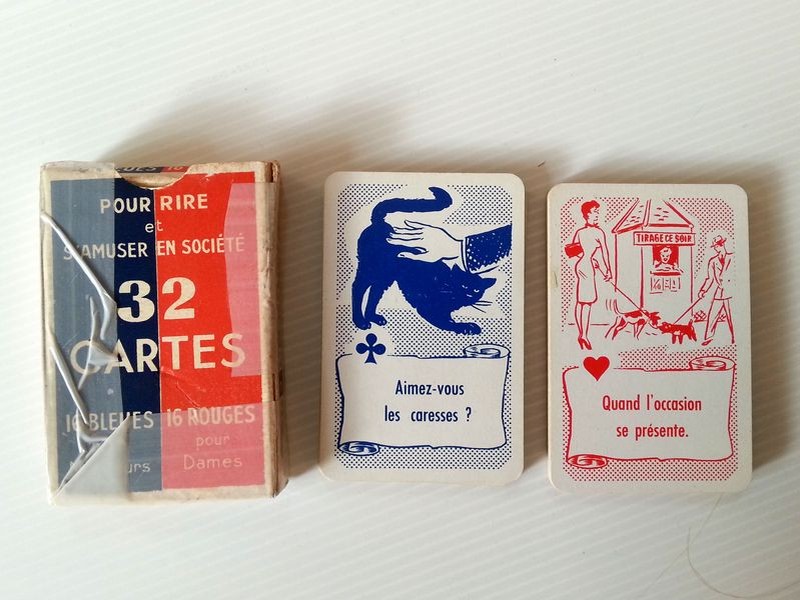 POUR RIRE
et
S'AMUSER EN SOCIÉTÉ
32
CARTES
16 BLEUES 16 ROUGES
pour
Dames
Aimez-vous
les caresses ?
TIRAGE CE SOIR
Quand l'occasion
se présente.